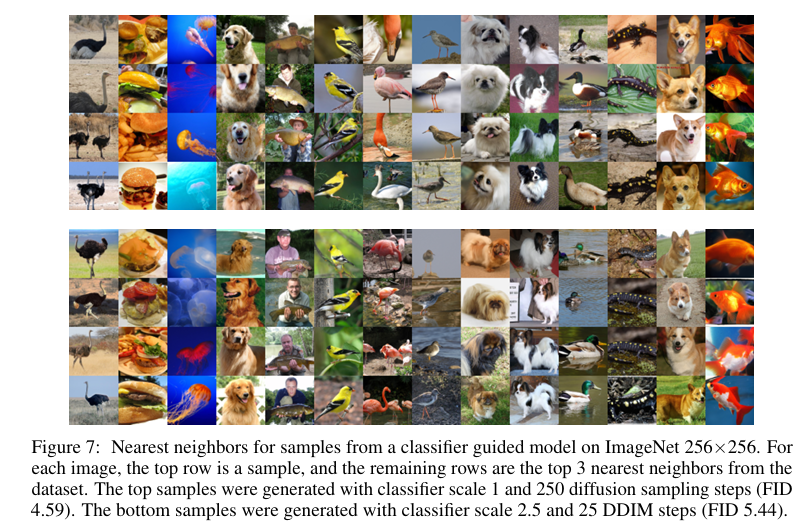 Figure 7: Nearest neighbors for samples from a classifier guided model on ImageNet 256×256. For
each image, the top row is a sample, and the remaining rows are the top 3 nearest neighbors from the
dataset. The top samples were generated with classifier scale 1 and 250 diffusion sampling steps (FID
4.59). The bottom samples were generated with classifier scale 2.5 and 25 DDIM steps (FID 5.44).